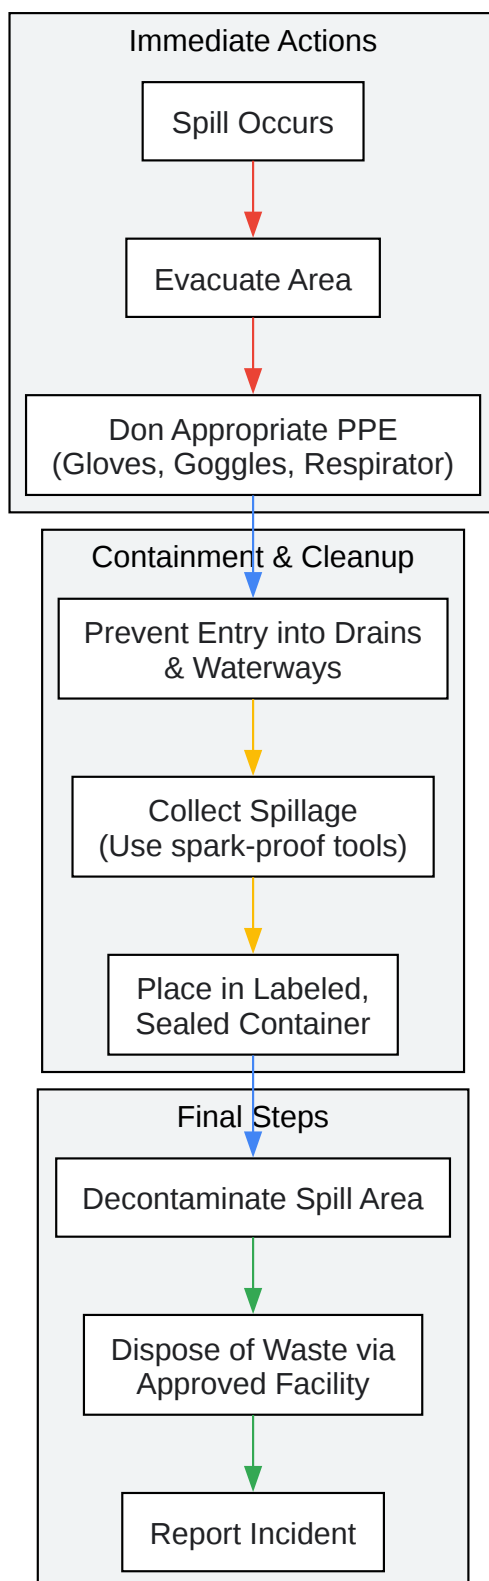 Immediate Actions
Spill Occurs
Evacuate Area
Don Appropriate PPE
(Gloves, Goggles, Respirator)
Containment & Cleanup
Prevent Entry into Drains
& Waterways
Collect Spillage
(Use spark-proof tools)
Place in Labeled,
Sealed Container
Final Steps
Decontaminate Spill Area
Dispose of Waste via
Approved Facility
Report Incident